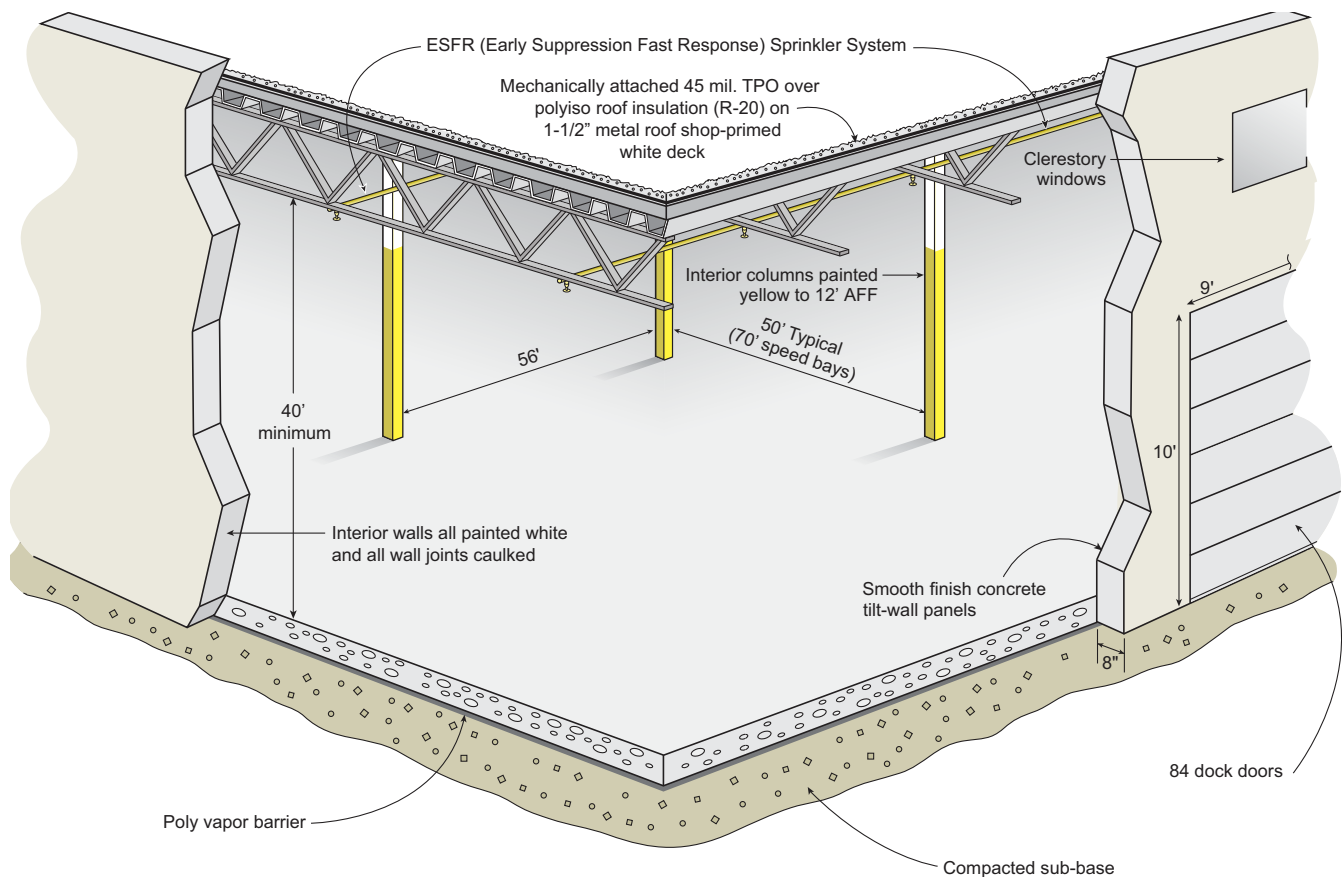 ESFR (Early Suppression Fast Response) Sprinkler System
Mechanically attached 45 mil. TPO over
polyiso roof insulation (R-20) on
1-1/2” metal roof shop-primed
white deck
Clerestory
windows
Interior columns painted
yellow to 12’ AFF
9'
56'
50’ Typical
(70’ speed bays)
40’
minimum
10'
Interior walls all painted white
and all wall joints caulked
Smooth finish concrete
tilt-wall panels
8"
84 dock doors
Poly vapor barrier
Compacted sub-base